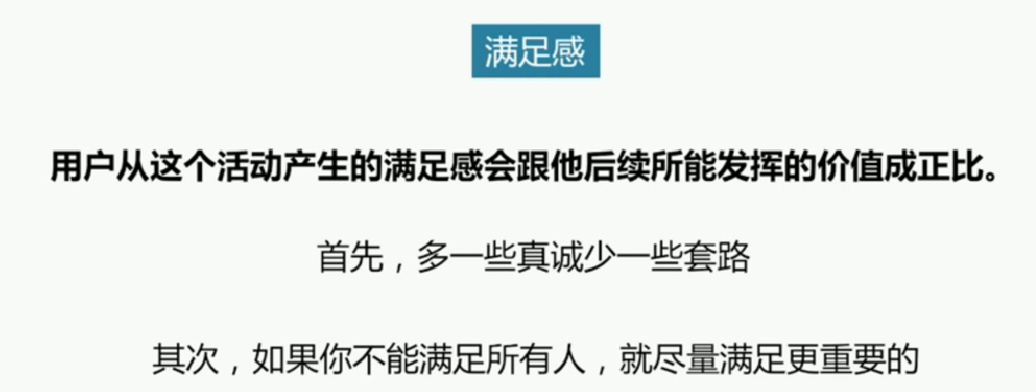 满足感
用户从这个活动产生的满足感会跟他后续所能发挥的价值成正比。
首先，多一些真诚少一些套路
其次，如果你不能满足所有人，就尽量满足更重要的